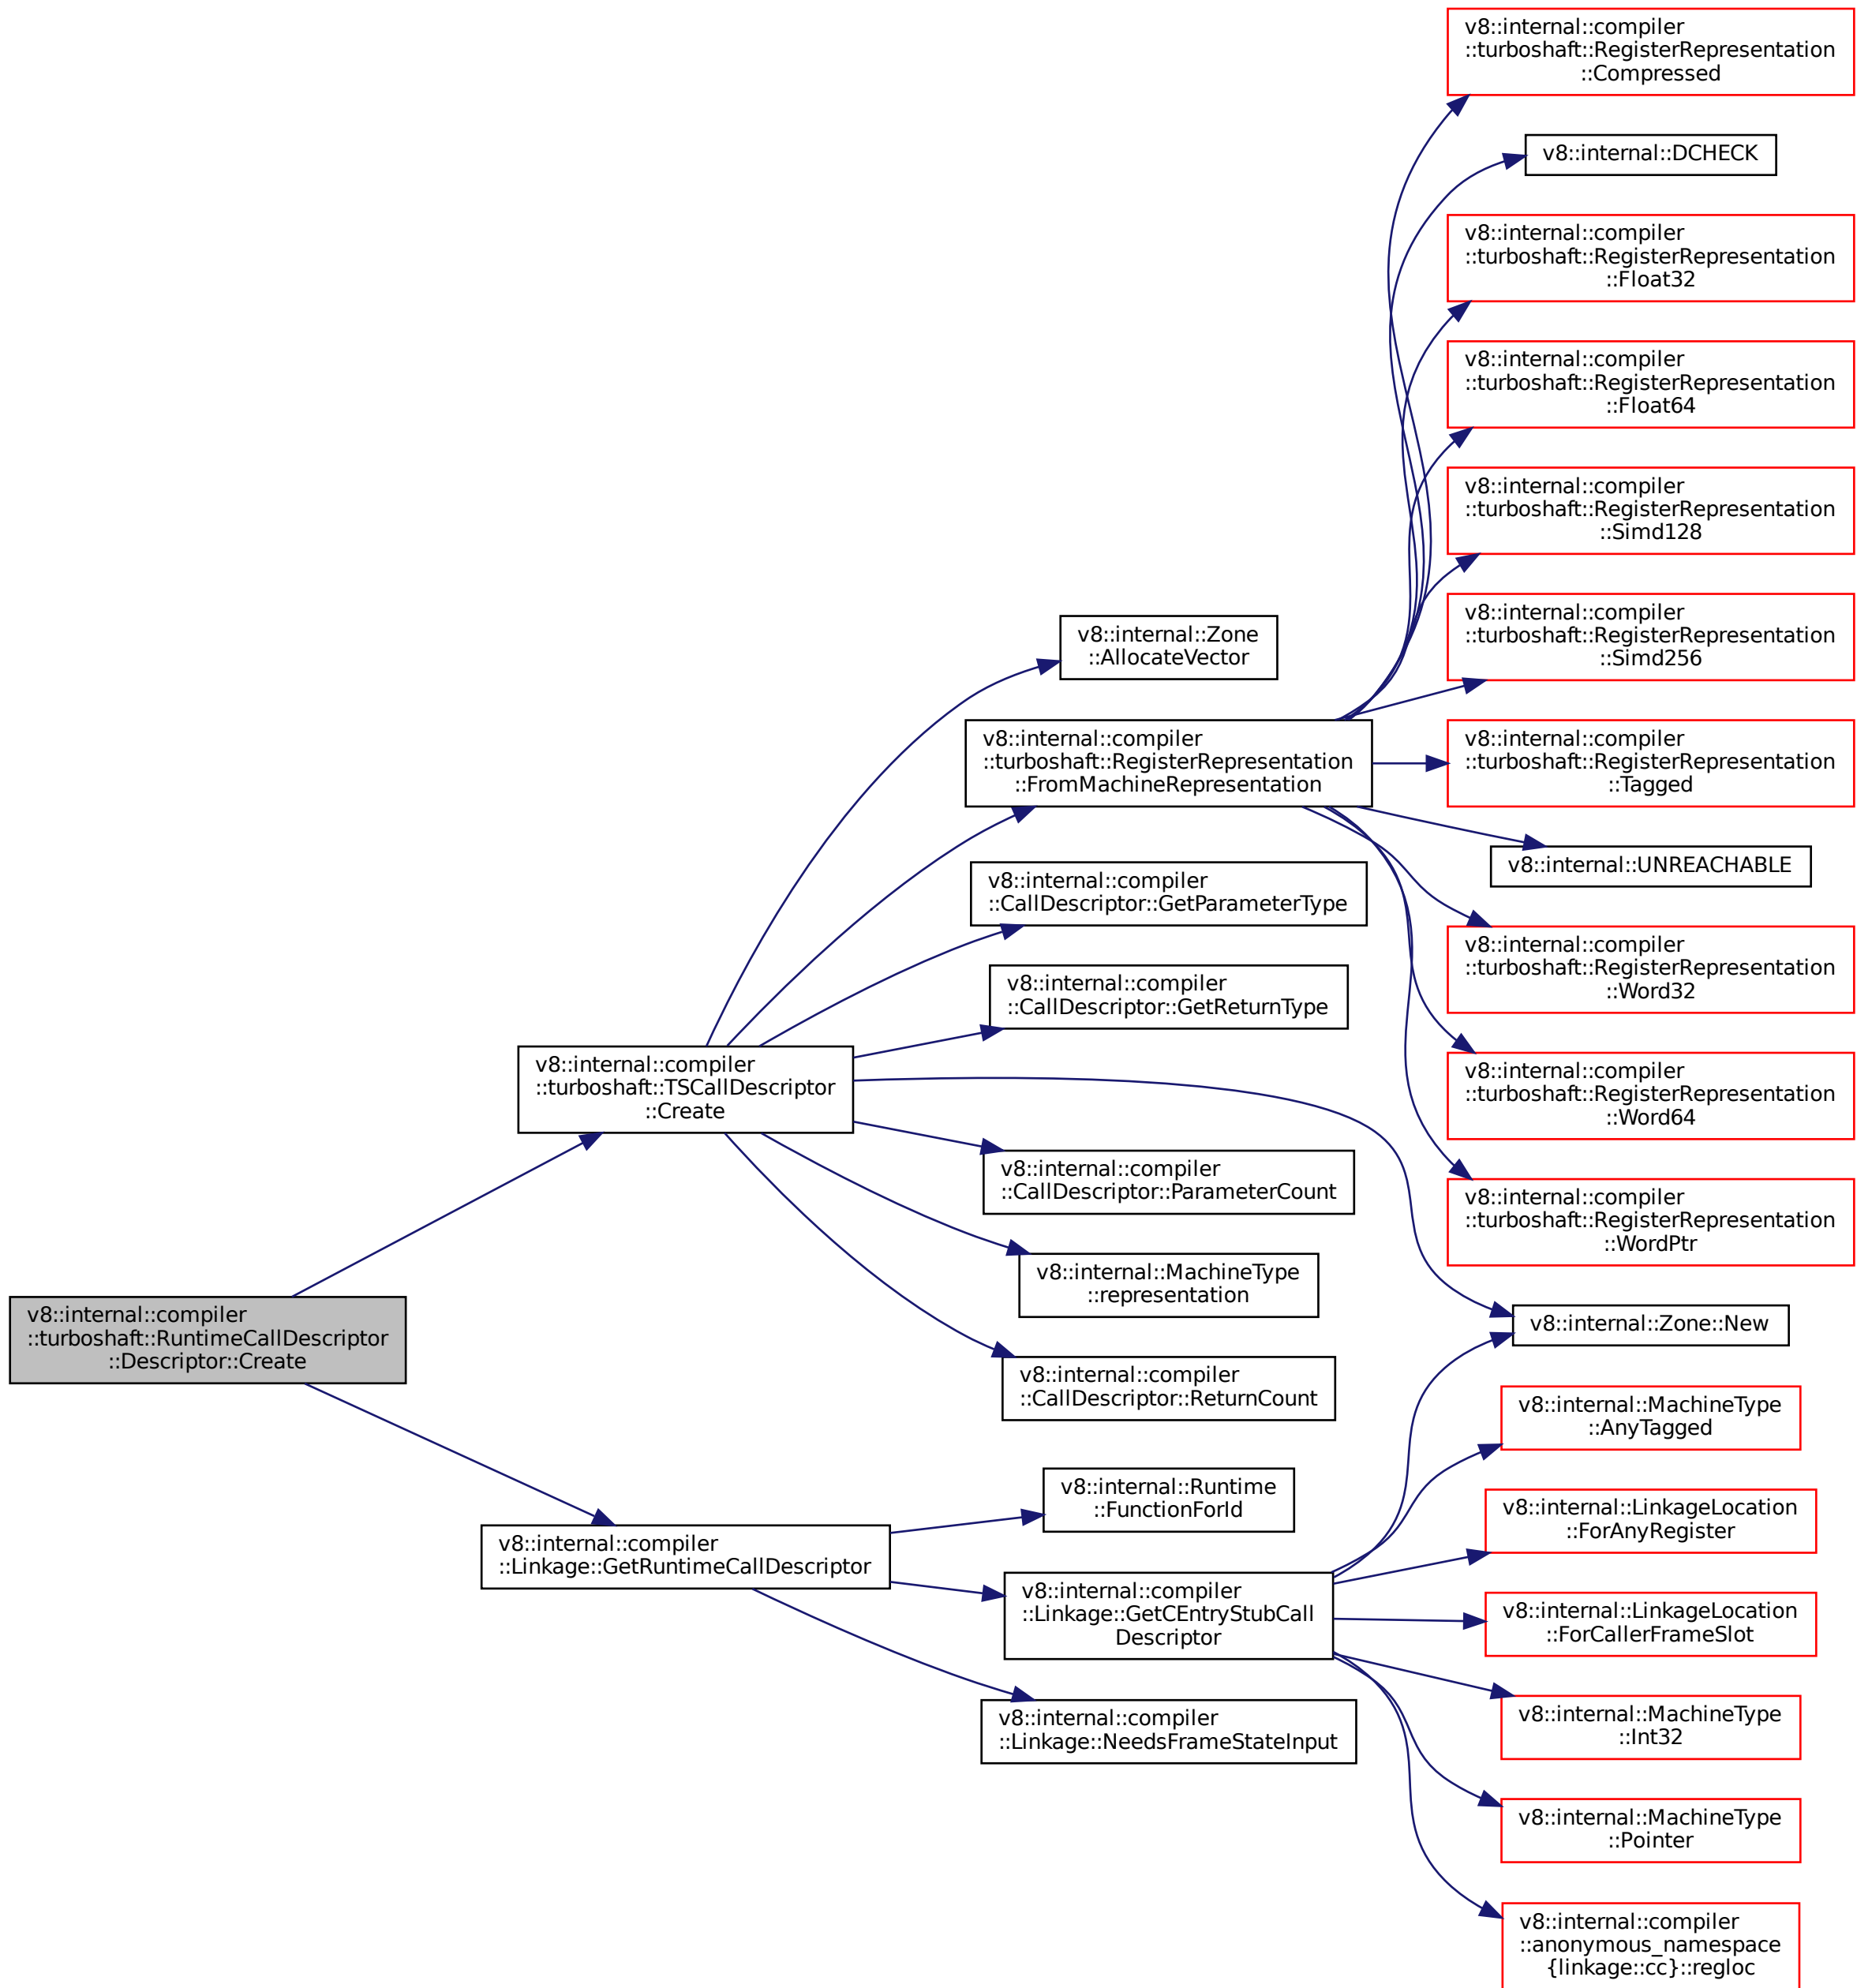 v8::internal::compiler
::turboshaft::RegisterRepresentation
::Compressed
v8::internal::DCHECK
v8::internal::compiler
::turboshaft::RegisterRepresentation
::Float32
v8::internal::compiler
::turboshaft::RegisterRepresentation
::Float64
v8::internal::compiler
::turboshaft::RegisterRepresentation
::Simd128
v8::internal::compiler
::turboshaft::RegisterRepresentation
::Simd256
v8::internal::Zone
::AllocateVector
v8::internal::compiler
::turboshaft::RegisterRepresentation
::FromMachineRepresentation
v8::internal::compiler
::turboshaft::RegisterRepresentation
::Tagged
v8::internal::UNREACHABLE
v8::internal::compiler
::CallDescriptor::GetParameterType
v8::internal::compiler
::turboshaft::RegisterRepresentation
::Word32
v8::internal::compiler
::CallDescriptor::GetReturnType
v8::internal::compiler
::turboshaft::TSCallDescriptor
::Create
v8::internal::compiler
::turboshaft::RegisterRepresentation
::Word64
v8::internal::compiler
::CallDescriptor::ParameterCount
v8::internal::compiler
::turboshaft::RegisterRepresentation
::WordPtr
v8::internal::MachineType
::representation
v8::internal::compiler
::turboshaft::RuntimeCallDescriptor
::Descriptor::Create
v8::internal::Zone::New
v8::internal::compiler
::CallDescriptor::ReturnCount
v8::internal::MachineType
::AnyTagged
v8::internal::Runtime
::FunctionForId
v8::internal::LinkageLocation
::ForAnyRegister
v8::internal::compiler
::Linkage::GetRuntimeCallDescriptor
v8::internal::compiler
::Linkage::GetCEntryStubCall
Descriptor
v8::internal::LinkageLocation
::ForCallerFrameSlot
v8::internal::MachineType
::Int32
v8::internal::compiler
::Linkage::NeedsFrameStateInput
v8::internal::MachineType
::Pointer
v8::internal::compiler
::anonymous_namespace
{linkage::cc}::regloc